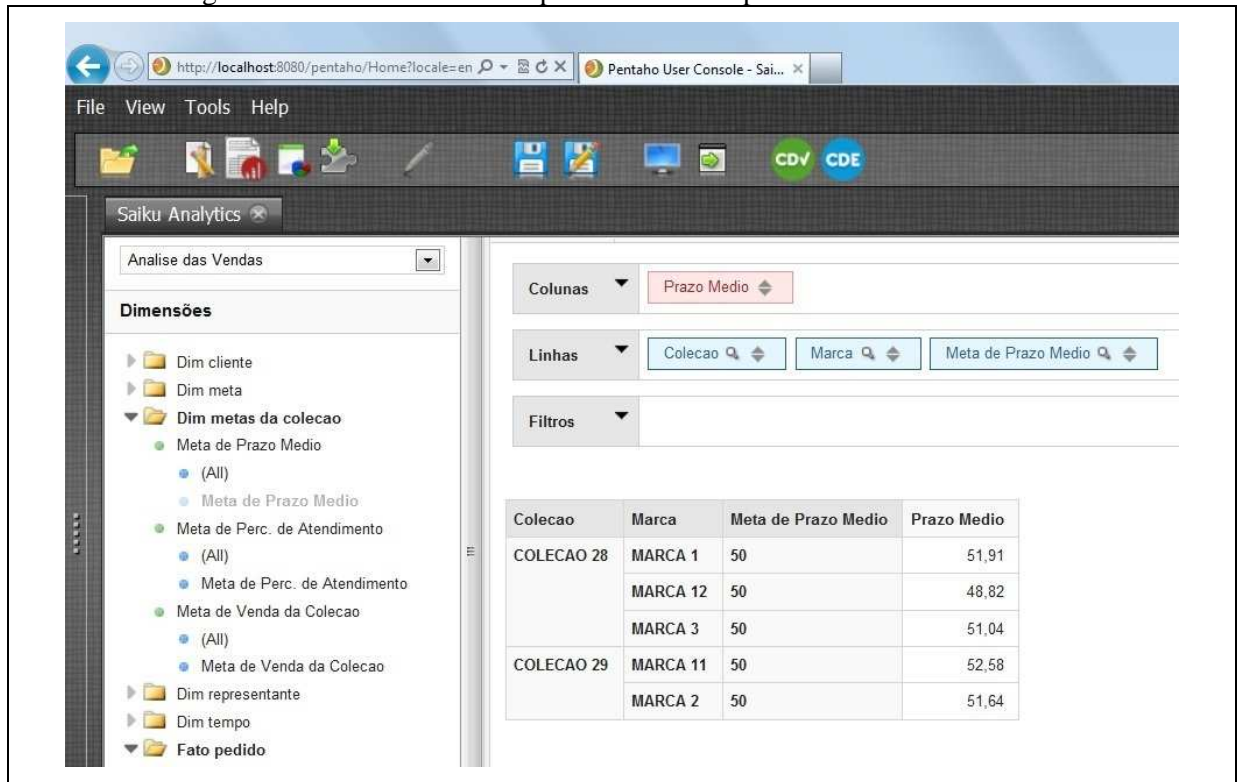 http://localhost:8080/pentaho/Home?locale=en
Pentaho User Console - Sai...
File View Tools Help
CDV CDE
Saiku Analytics
Analise das Vendas
Dimensões
Dim cliente
Dim meta
Dim metas da colecao
Meta de Prazo Medio
(All)
Meta de Prazo Medio
Meta de Perc. de Atendimento
(All)
Meta de Perc. de Atendimento
Meta de Venda da Colecao
(All)
Meta de Venda da Colecao
Dim representante
Dim tempo
Fato pedido
Colunas Prazo Medio
Linhas Colecao Marca Meta de Prazo Medio
Filtros
Colecao Marca Meta de Prazo Medio Prazo Medio
COLECAO 28 MARCA 1 50 51,91
MARCA 12 50 48,82
MARCA 3 50 51,04
COLECAO 29 MARCA 11 50 52,58
MARCA 2 50 51,64